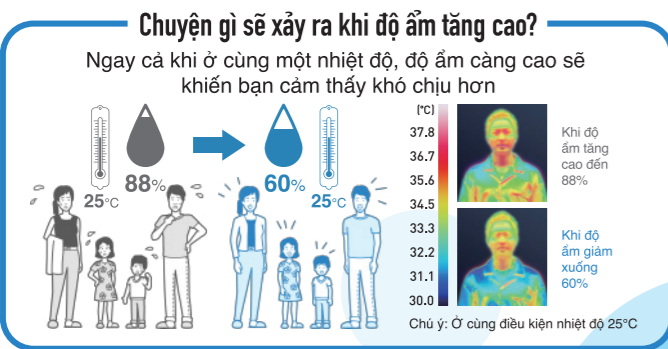 Chuyện gì sẽ xảy ra khi độ ẩm tăng cao?
Ngay cả khi ở cùng một nhiệt độ, độ ẩm càng cao sẽ
khiến bạn cảm thấy khó chịu hơn
88%
25°C
60%
25°C
(°C)
37.8
36.7
35.6
34.5
33.3
32.2
31.1
30.0
Khi độ
ẩm tăng
cao đến
88%
Khi độ
ẩm giảm
xuống
60%
Chú ý: Ở cùng điều kiện nhiệt độ 25°C